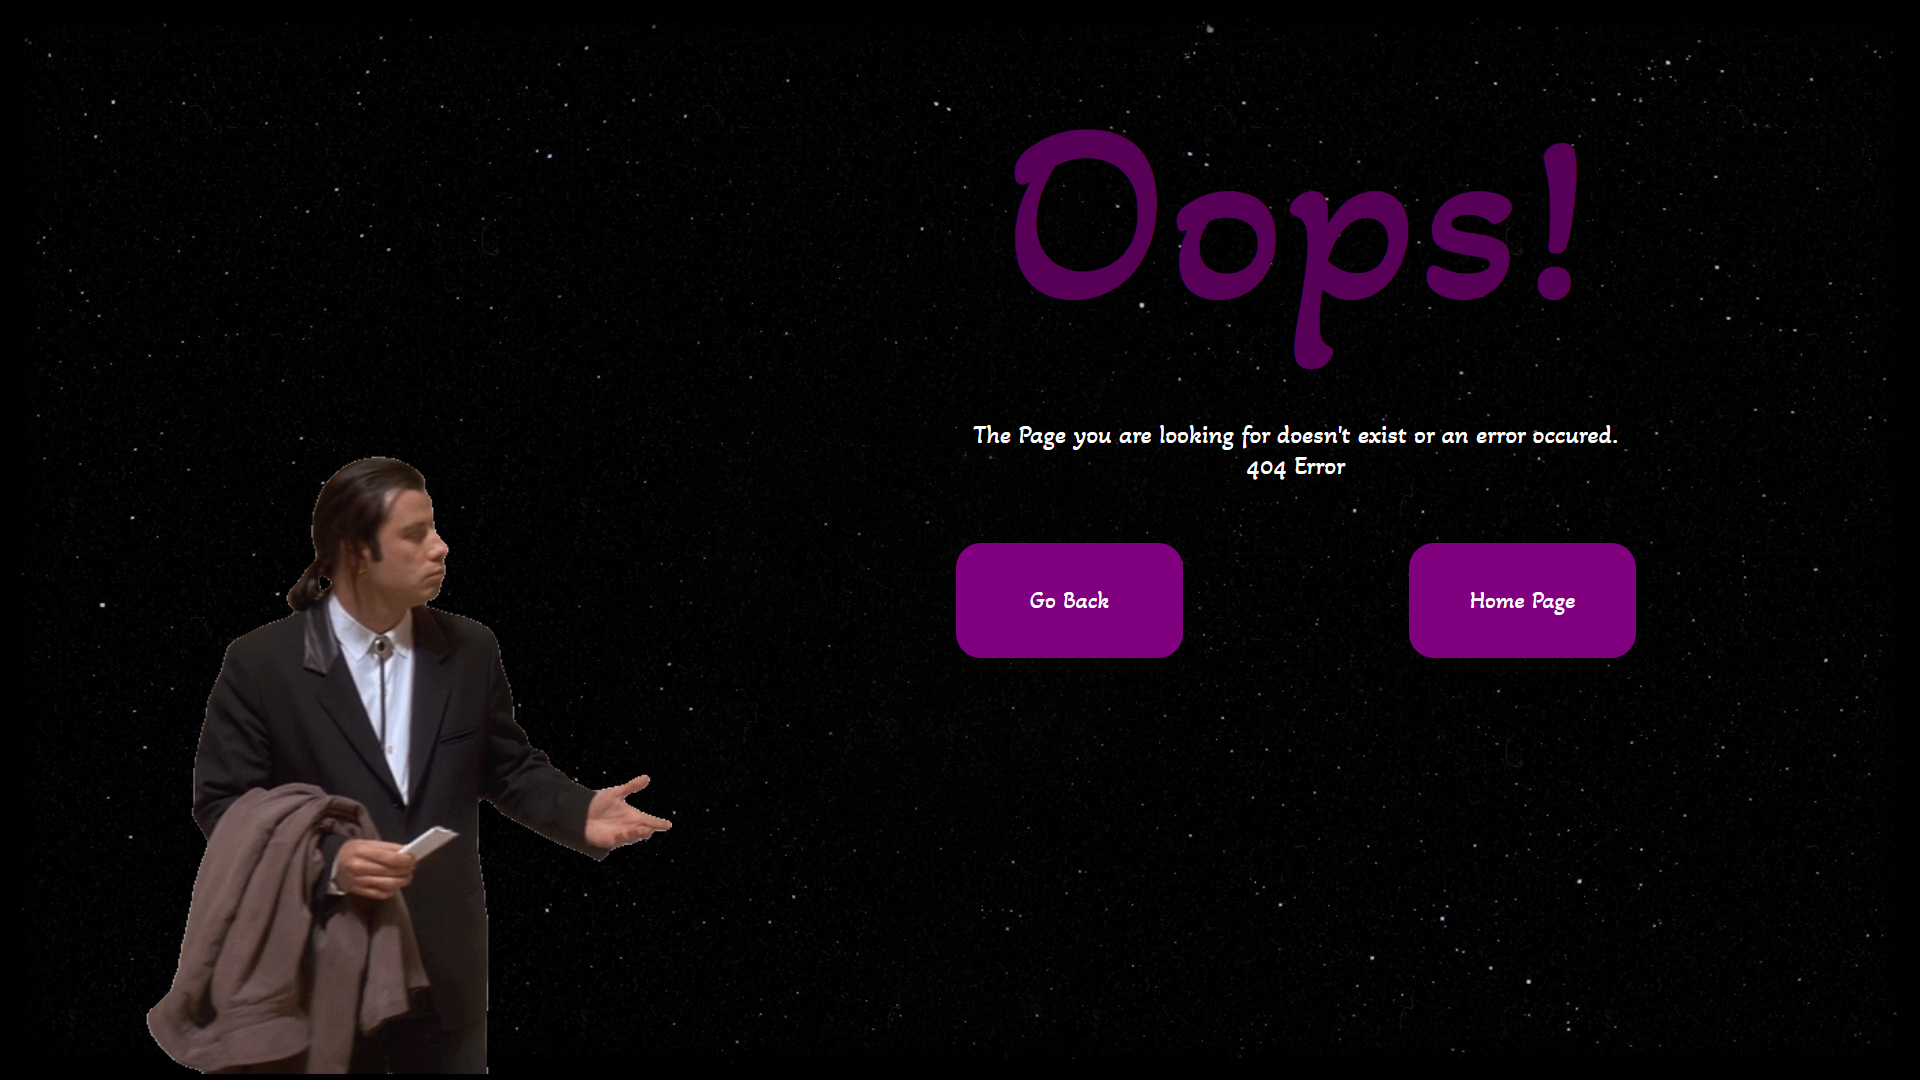 Oops!
The Page you are looking for doesn't exist or an error occured.
404 Error
Go Back
Home Page